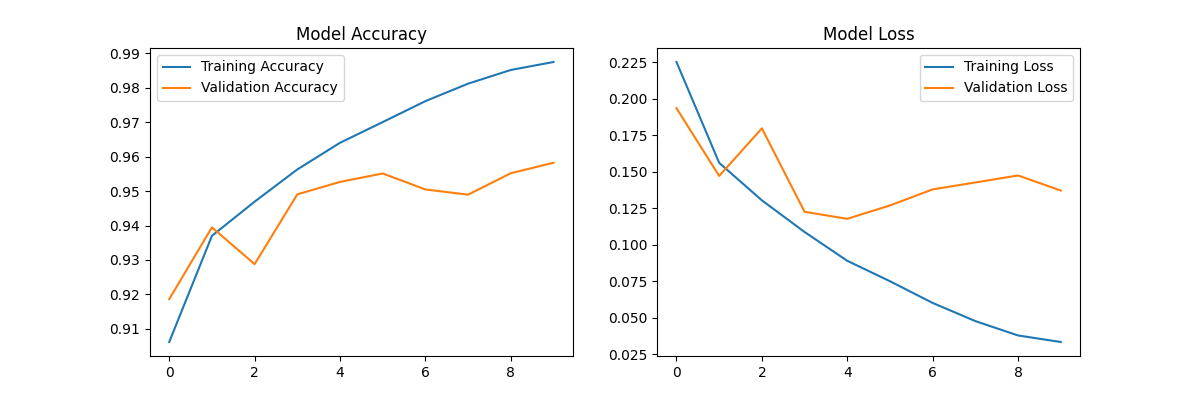 Model Accuracy
0.99
0.98
0.97
0.96
0.95
0.94
0.93
0.92
0.91
Training Accuracy
Validation Accuracy
0 2 4 6 8
Model Loss
0.225
0.200
0.175
0.150
0.125
0.100
0.075
0.050
0.025
Training Loss
Validation Loss
0 2 4 6 8